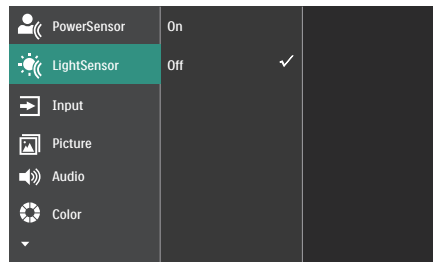 PowerSensor
On
LightSensor
Off
Input
Picture
Audio
Color